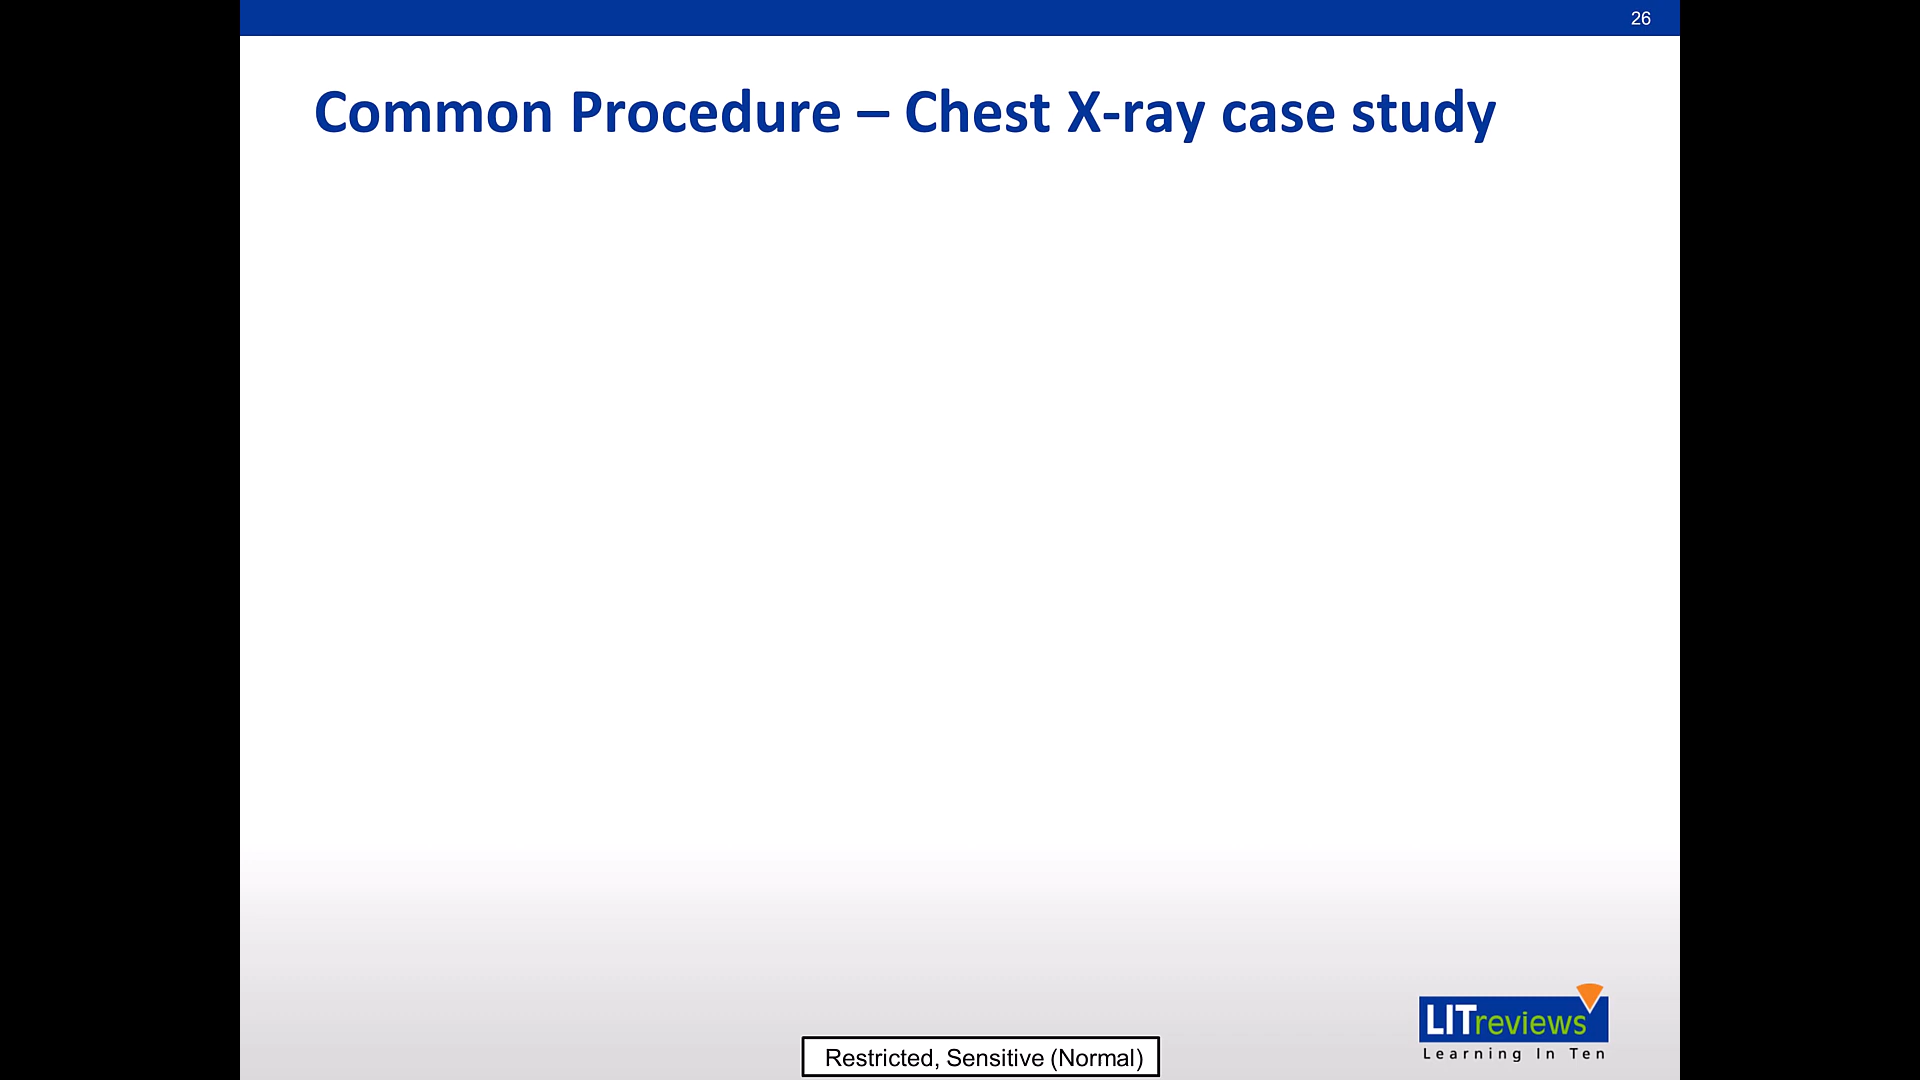 26
Common Procedure – Chest X-ray case study
LITreviews
Learning In Ten
Restricted, Sensitive (Normal)